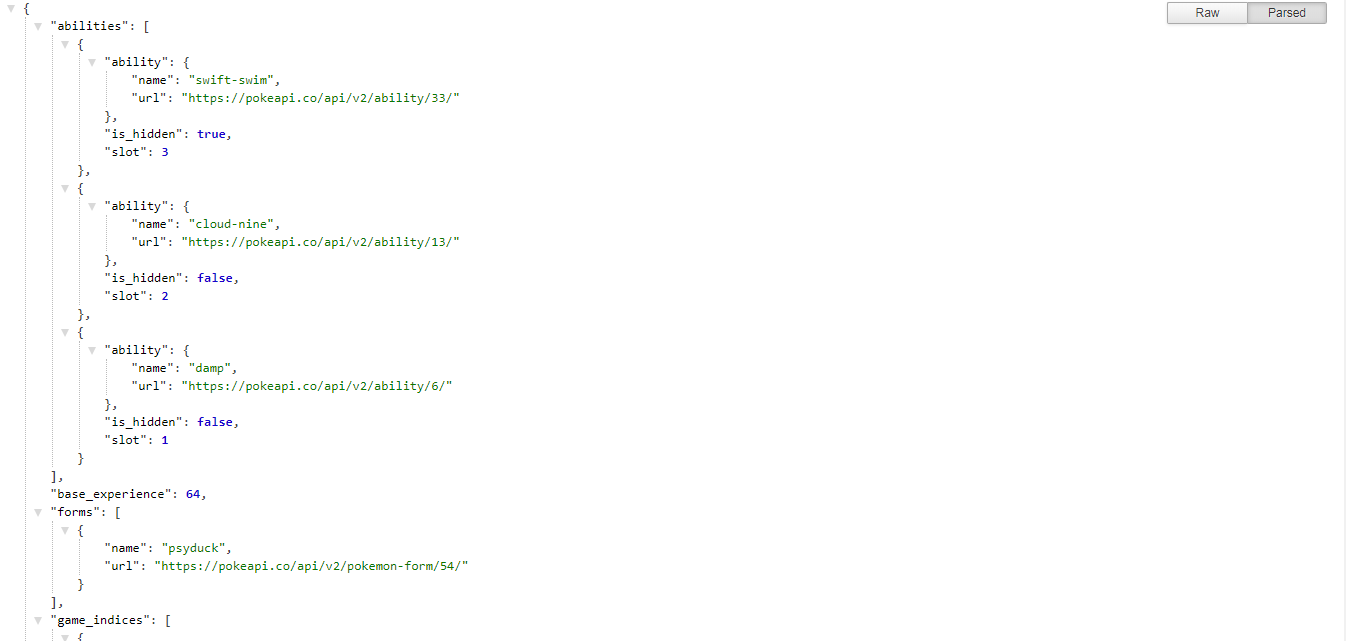 {
"abilities": [
{
"ability": {
"name": "swift-swim",
"url": "https://pokeapi.co/api/v2/ability/33/"
},
"is_hidden": true,
"slot": 3
},
{
"ability": {
"name": "cloud-nine",
"url": "https://pokeapi.co/api/v2/ability/13/"
},
"is_hidden": false,
"slot": 2
},
{
"ability": {
"name": "damp",
"url": "https://pokeapi.co/api/v2/ability/6/"
},
"is_hidden": false,
"slot": 1
}
],
"base_experience": 64,
"forms": [
{
"name": "psyduck",
"url": "https://pokeapi.co/api/v2/pokemon-form/54/"
}
],
"game_indices": [
{
Raw Parsed